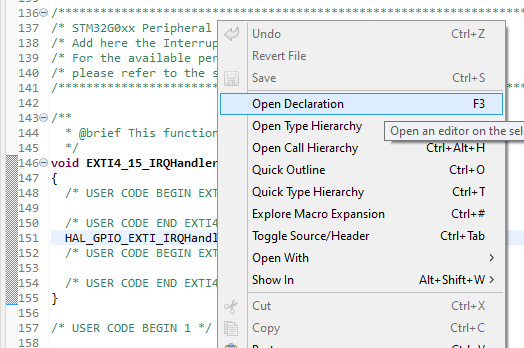 136 /************************************************
137 /* STM32G0xx Peripheral
138 /* Add here the Interrup
139 /* For the available per
140 /* please refer to the s
141 /************************************************
142
143 /**
144 * @brief This function
145 */
146 void EXTI4_15_IRQHandler
147 {
148 /* USER CODE BEGIN EXT
149
150 /* USER CODE END EXTI4
151 HAL_GPIO_EXTI_IRQHandl
152 /* USER CODE BEGIN EXT
153
154 /* USER CODE END EXTI4
155 }
156
157 /* USER CODE BEGIN 1 */
158
Undo Ctrl+Z
Revert File
Save Ctrl+S
Open Declaration F3
Open Type Hierarchy
Open an editor on the sel
Open Call Hierarchy Ctrl+Alt+H
Quick Outline Ctrl+O
Quick Type Hierarchy Ctrl+T
Explore Macro Expansion Ctrl+#
Toggle Source/Header Ctrl+Tab
Open With >
Show In Alt+Shift+W >
Cut Ctrl+X
Copy Ctrl+C